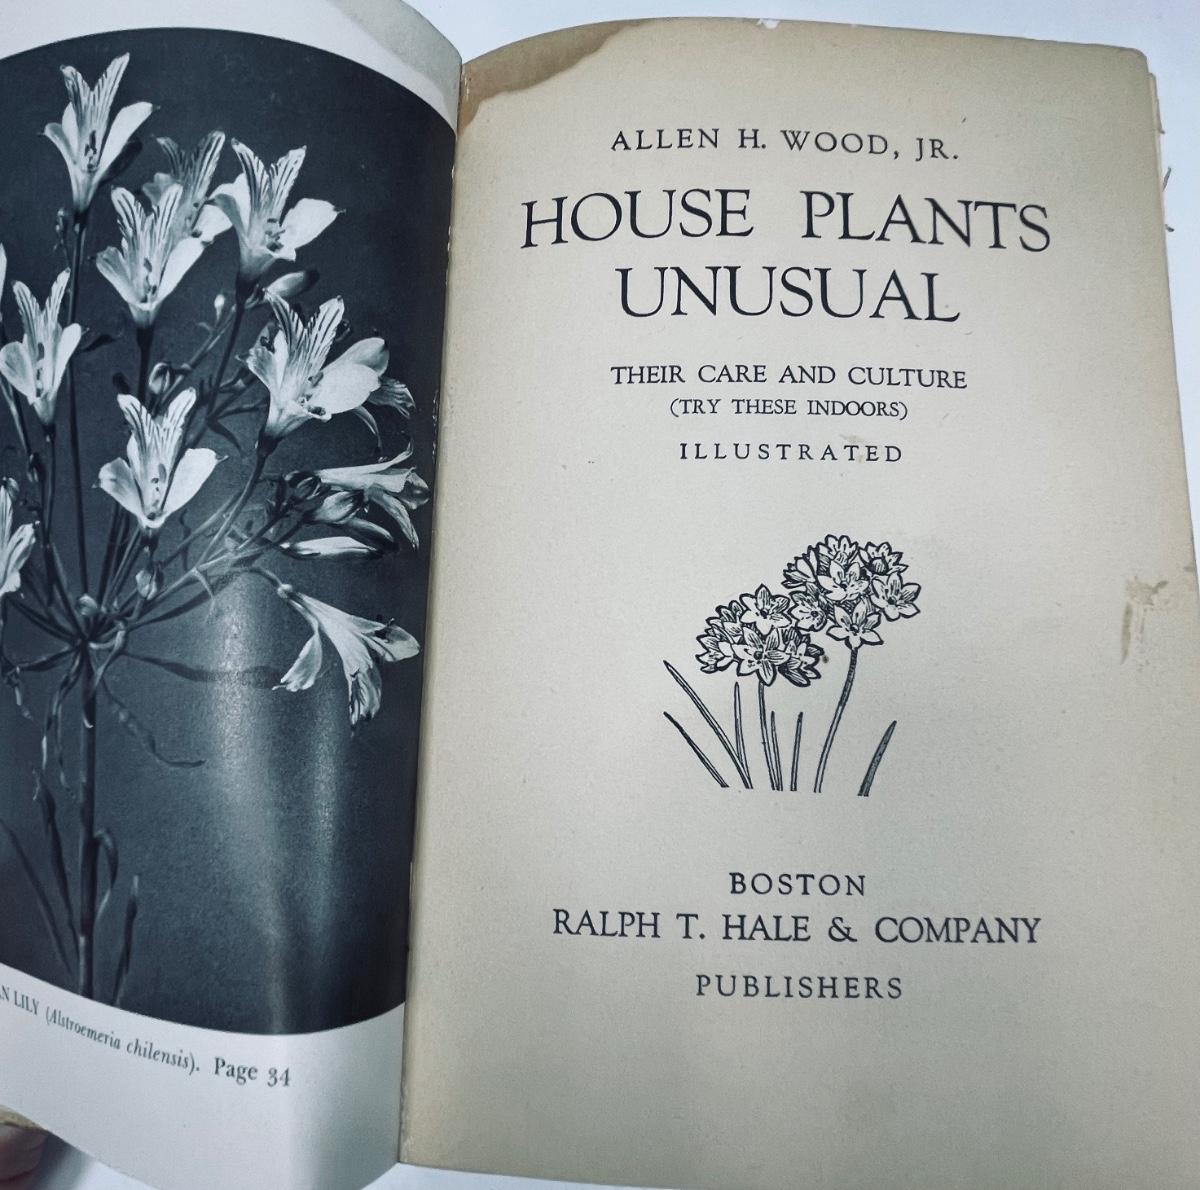 LILY (Alstroemeria chilensis). Page 34
ALLEN H. WOOD, JR.
HOUSE PLANTS
UNUSUAL
THEIR CARE AND CULTURE
(TRY THESE INDOORS)
ILLUSTRATED
BOSTON
RALPH T. HALE & COMPANY
PUBLISHERS